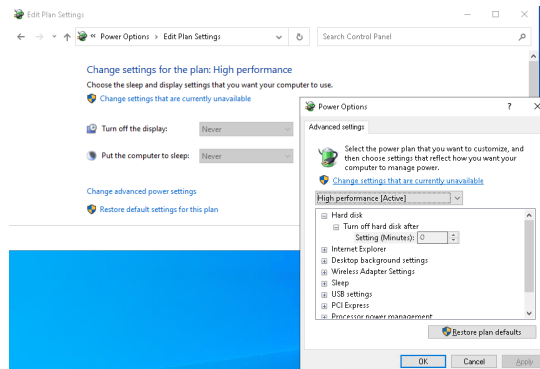 Edit Plan Settings
« Power Options > Edit Plan Settings
Search Control Panel
Change settings for the plan: High performance
Choose the sleep and display settings that you want your computer to use.
Change settings that are currently unavailable
Turn off the display: Never
Put the computer to sleep: Never
Change advanced power settings
Restore default settings for this plan
Power Options
Advanced settings
Select the power plan that you want to customize, and
then choose settings that reflect how you want your
computer to manage power.
Change settings that are currently unavailable
High performance [Active]
Hard disk
Turn off hard disk after
Setting (Minutes): 0
Internet Explorer
Desktop background settings
Wireless Adapter Settings
Sleep
USB settings
PCI Express
Processor power management
Restore plan defaults
OK Cancel Apply